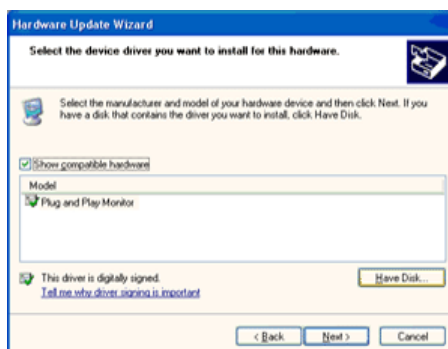 Hardware Update Wizard
Select the device driver you want to install for this hardware.
Select the manufacturer and model of your hardware device and then click Next. If you
have a disk that contains the driver you want to install, click Have Disk.
Show compatible hardware
Model
Plug and Play Monitor
This driver is digitally signed.
Have Disk...
Tell me why driver signing is important
< Back
Next >
Cancel